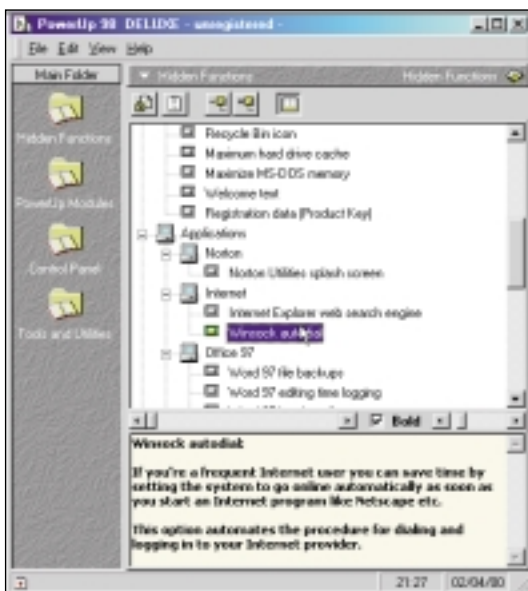 PowerUp 98 DELUXE - unregistered -
File Edit View Help
Main Folder
Hidden Functions
Hidden Functions
Hidden Functions
PowerUp Modules
Control Panel
Tools and Utilities
Recycle Bin icon
Maximum hard drive cache
Maximize MS-DOS memory
Welcome text
Registration data (Product Key)
Applications
Norton
Norton Utilities splash screen
Internet
Internet Explorer web search engine
Winsock autodial
Office 97
Word 97 file backups
Word 97 editing time logging
Bold
Winsock autodial:
If you're a frequent Internet user you can save time by
setting the system to go online automatically as soon as
you start an Internet program like Netscape etc.
This option automates the procedure for dialing and
logging in to your Internet provider.
21:27 02/04/00